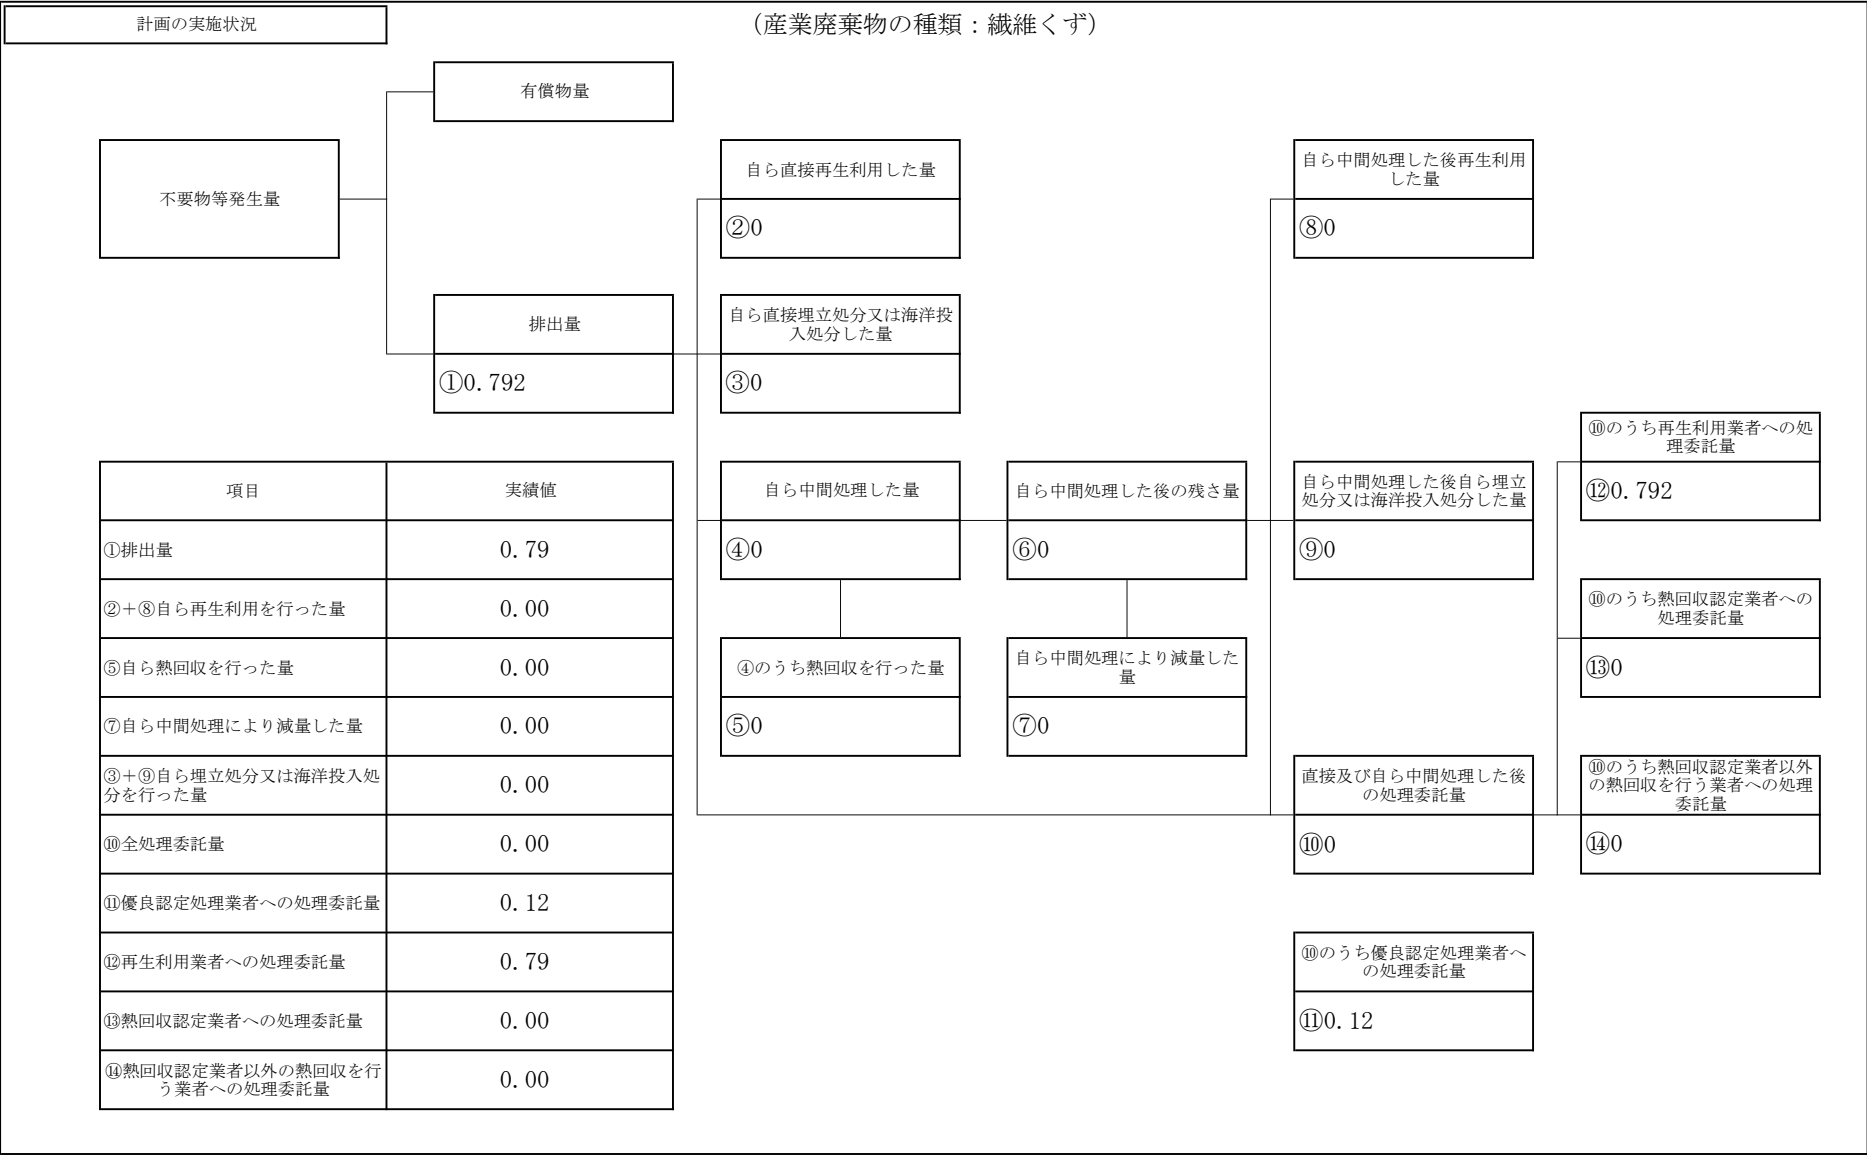 計画の実施状況
（産業廃棄物の種類：繊維くず）
有償物量
不要物等発生量
排出量
①0.792
自ら直接再生利用した量
②0
自ら直接埋立処分又は海洋投
入処分した量
③0
自ら中間処理した量
④0
④のうち熱回収を行った量
⑤0
自ら中間処理した後の残さ量
⑥0
自ら中間処理により減量した
量
⑦0
自ら中間処理した後再生利用
した量
⑧0
自ら中間処理した後自ら埋立
処分又は海洋投入処分した量
⑨0
直接及び自ら中間処理した後
の処理委託量
⑩0
⑩のうち優良認定処理業者へ
の処理委託量
⑪0.12
⑩のうち再生利用業者への処
理委託量
⑫0.792
⑩のうち熱回収認定業者への
処理委託量
⑬0
⑩のうち熱回収認定業者以外
の熱回収を行う業者への処理
委託量
⑭0
項目 実績値
①排出量 0.79
②＋⑧自ら再生利用を行った量 0.00
⑤自ら熱回収を行った量 0.00
⑦自ら中間処理により減量した量 0.00
③＋⑨自ら埋立処分又は海洋投入処
分を行った量 0.00
⑩全処理委託量 0.00
⑪優良認定処理業者への処理委託量 0.12
⑫再生利用業者への処理委託量 0.79
⑬熱回収認定業者への処理委託量 0.00
⑭熱回収認定業者以外の熱回収を行
う業者への処理委託量 0.00